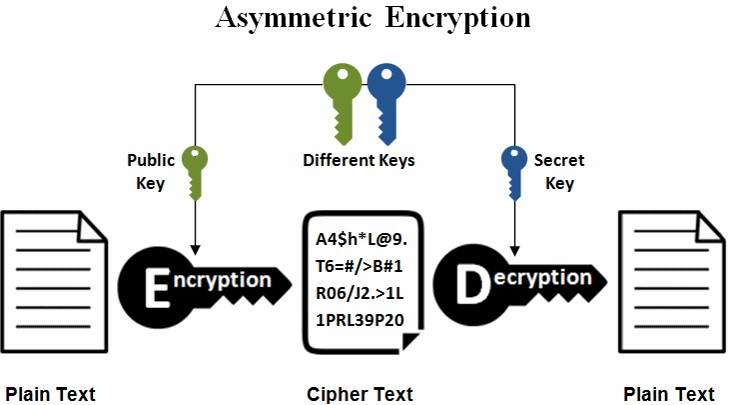 Asymmetric Encryption
Public
Key
Different Keys
Secret
Key
Encryption
A4$h*L@9.
T6=#/>B#1
R06/J2.>1L
1PRL39P20
Decryption
Plain Text
Cipher Text
Plain Text